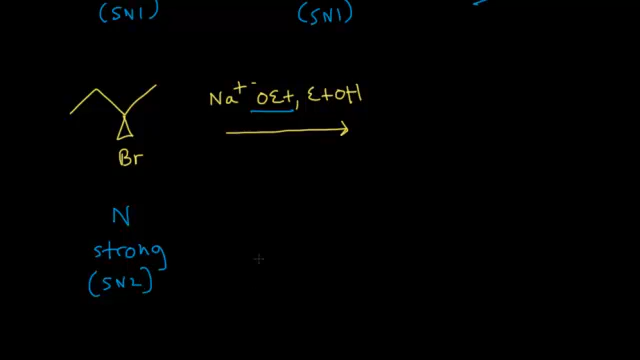 (SN1) (SN1)
Na+ -OEt, EtOH
Br
N
strong
(SN2)